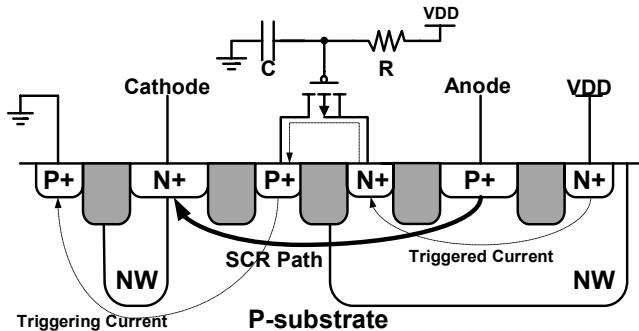 VDD
C
R
Cathode
Anode
VDD
P+
N+
P+
N+
P+
N+
SCR Path
Triggered Current
NW
NW
Triggering Current
P-substrate